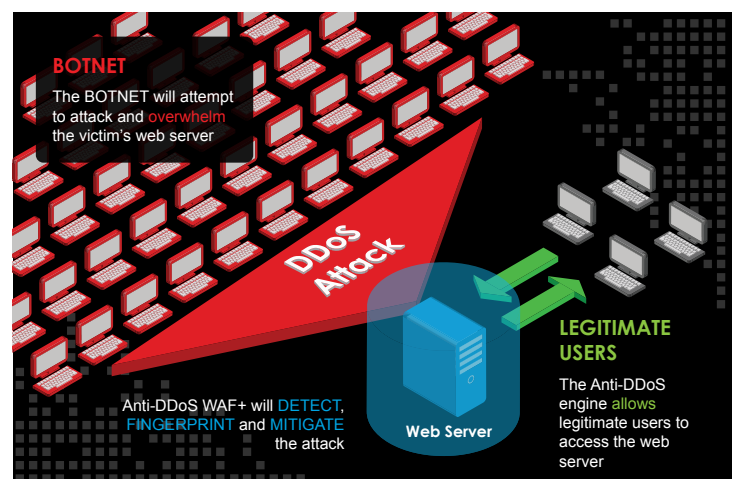 BOTNET
The BOTNET will attempt
to attack and overwhelm
the victim's web server
DDoS
Attack
LEGITIMATE
USERS
The Anti-DDoS
engine allows
legitimate users to
access the web
server
Anti-DDoS WAF+ will DETECT,
FINGERPRINT and MITIGATE
the attack
Web Server